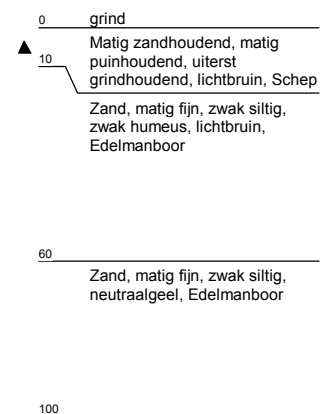 0 grind
Matig zandhoudend, matig
10 puinhoudend, uiterst
grindhoudend, lichtbruin, Schep
Zand, matig fijn, zwak siltig,
zwak humeus, lichtbruin,
Edelmanboor
60
Zand, matig fijn, zwak siltig,
neutraalgeel, Edelmanboor
100